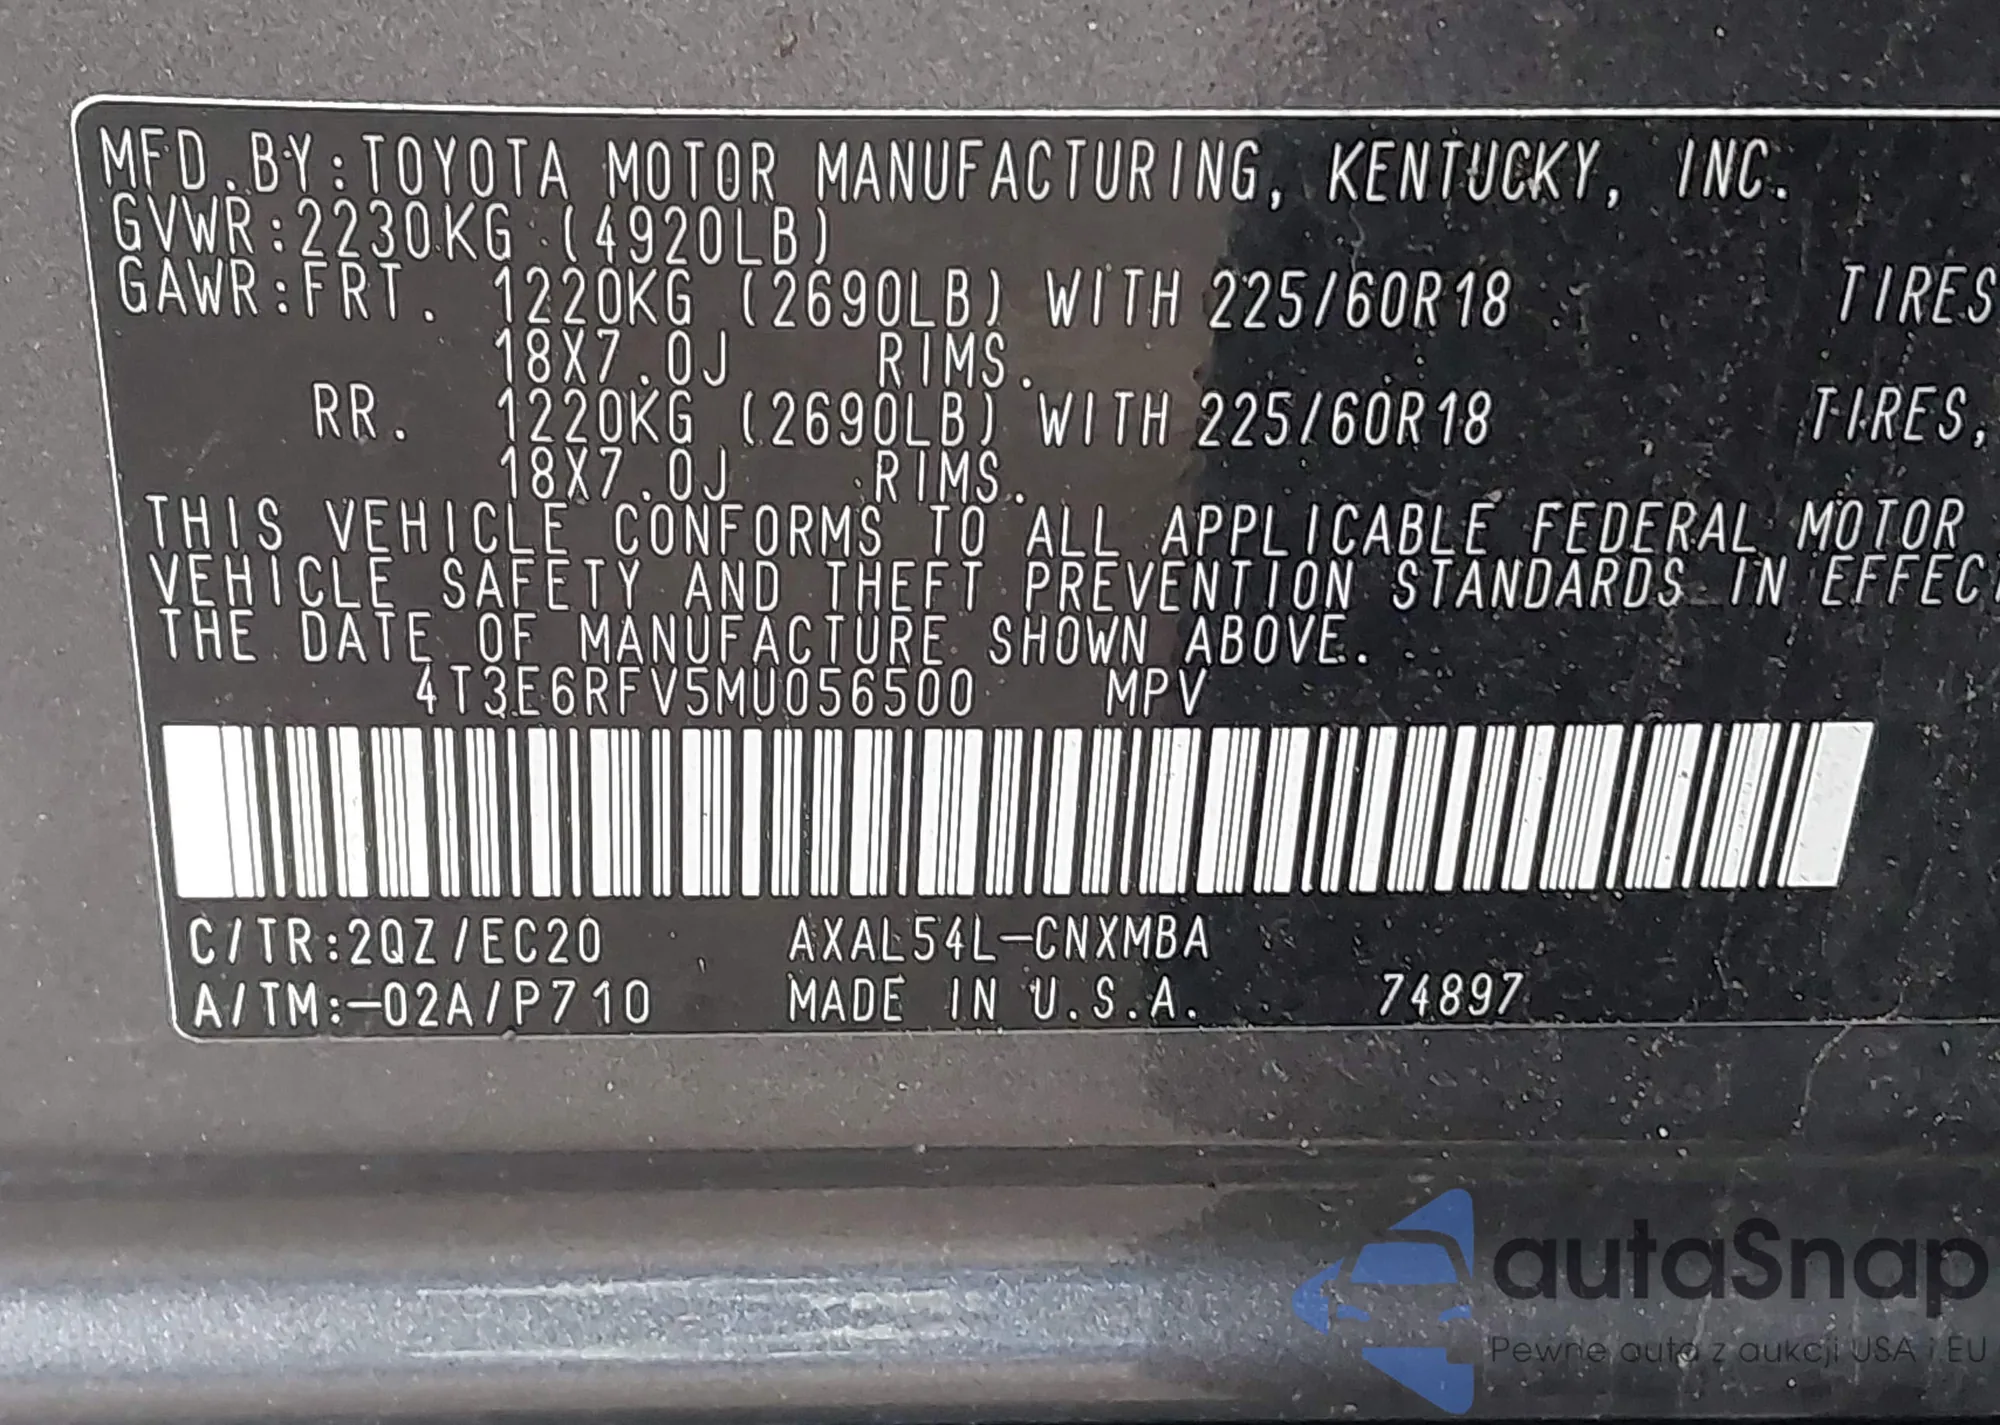 MFD.BY:TOYOTA MOTOR MANUFACTURING, KENTUCKY, INC.
GVWR:2230KG (4920LB)
GAWR:FRT. 1220KG (2690LB) WITH 225/60R18 TIRES
18X7.0J RIMS.
RR. 1220KG (2690LB) WITH 225/60R18 TIRES,
18X7.0J RIMS.
THIS VEHICLE CONFORMS TO ALL APPLICABLE FEDERAL MOTOR
VEHICLE SAFETY AND THEFT PREVENTION STANDARDS IN EFFECT
THE DATE OF MANUFACTURE SHOWN ABOVE.
4T3E6RFV5MU056500 MPV
C/TR:2QZ/EC20 AXAL54L-CNXMBA
A/TM:-02A/P710 MADE IN U.S.A. 74897
autoSnap
Pewne auta z aukcji USA i EU